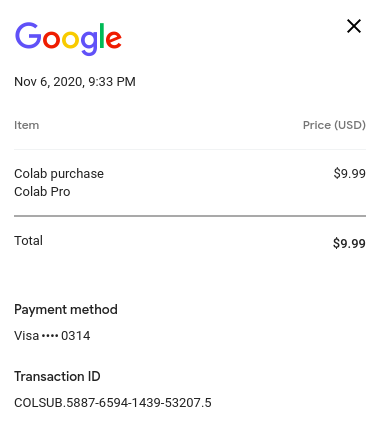 Google
Nov 6, 2020, 9:33 PM
Item Price (USD)
Colab purchase $9.99
Colab Pro
Total $9.99
Payment method
Visa •••• 0314
Transaction ID
COLSUB.5887-6594-1439-53207.5